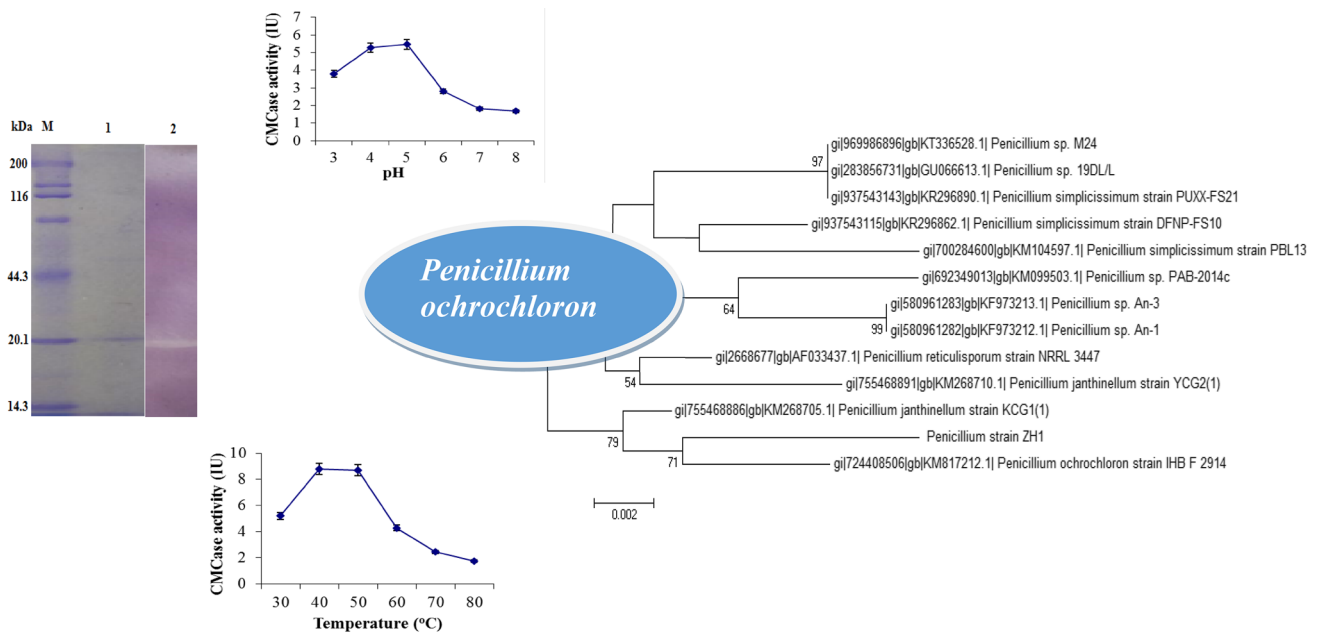 CMCase activity (IU)
7
6
5
4
3
2
1
0
3 4 5 6 7 8
pH
kDa M 1 2
200
116
44.3
20.1
14.3
Penicillium
ochrochloron
gi|969986896|gb|KT336528.1| Penicillium sp. M24
97
gi|283856731|gb|GU066613.1| Penicillium sp. 19DL/L
gi|937543143|gb|KR296890.1| Penicillium simplicissimum strain PUXX-FS21
gi|937543115|gb|KR296862.1| Penicillium simplicissimum strain DFNP-FS10
gi|700284600|gb|KM104597.1| Penicillium simplicissimum strain PBL13
gi|692349013|gb|KM099503.1| Penicillium sp. PAB-2014c
64
gi|580961283|gb|KF973213.1| Penicillium sp. An-3
99
gi|580961282|gb|KF973212.1| Penicillium sp. An-1
gi|2668677|gb|AF033437.1| Penicillium reticulisporum strain NRRL 3447
54
gi|755468891|gb|KM268710.1| Penicillium janthinellum strain YCG2(1)
gi|755468886|gb|KM268705.1| Penicillium janthinellum strain KCG1(1)
79
Penicillium strain ZH1
71
gi|724408506|gb|KM817212.1| Penicillium ochrochloron strain IHB F 2914
0.002
CMCase activity (IU)
10
8
6
4
2
0
30 40 50 60 70 80
Temperature (ºC)